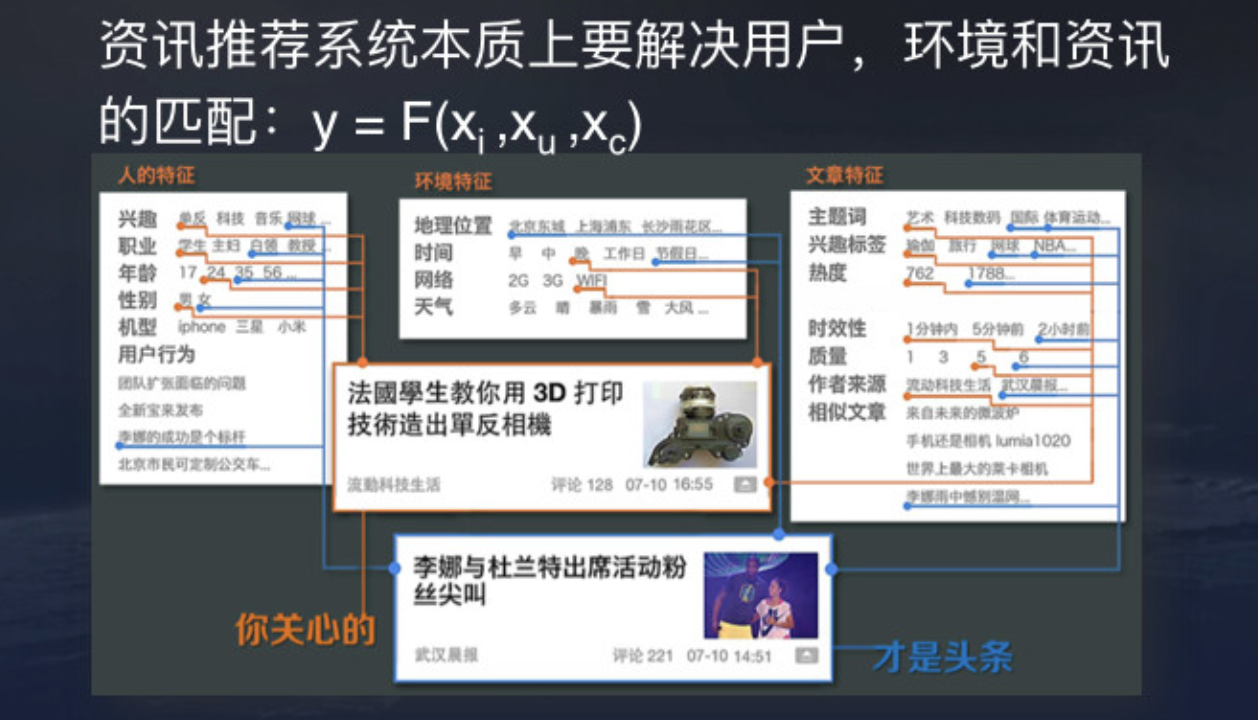 资讯推荐系统本质上要解决用户，环境和资讯
的匹配：y = F(xi ,xu ,xc)
人的特征
兴趣 单反 科技 音乐 网球 ...
职业 学生 主妇 白领 教授 ...
年龄 17 24 35 56 ...
性别 男 女
机型 iphone 三星 小米
用户行为
团队扩张面临的问题
全新宝来发布
李娜的成功是个标杆
北京市民可定制公交车...
环境特征
地理位置 北京东城 上海浦东 长沙雨花区...
时间 早 中 晚 工作日 节假日...
网络 2G 3G WIFI
天气 多云 晴 暴雨 雪 大风 ...
文章特征
主题词 艺术 科技数码 国际 体育运动...
兴趣标签 瑜伽 旅行 网球 NBA...
热度 762 1788...
时效性 1分钟内 5分钟前 2小时前
质量 1 3 5 6
作者来源 流动科技生活 武汉晨报...
相似文章 来自未来的微波炉
手机还是相机 lumia1020
世界上最大的莱卡相机
李娜雨中憾别温网...
法國學生教你用 3D 打印
技術造出單反相機
流動科技生活 评论 128 07-10 16:55
李娜与杜兰特出席活动粉
丝尖叫
武汉晨报 评论 221 07-10 14:51
你关心的
才是头条